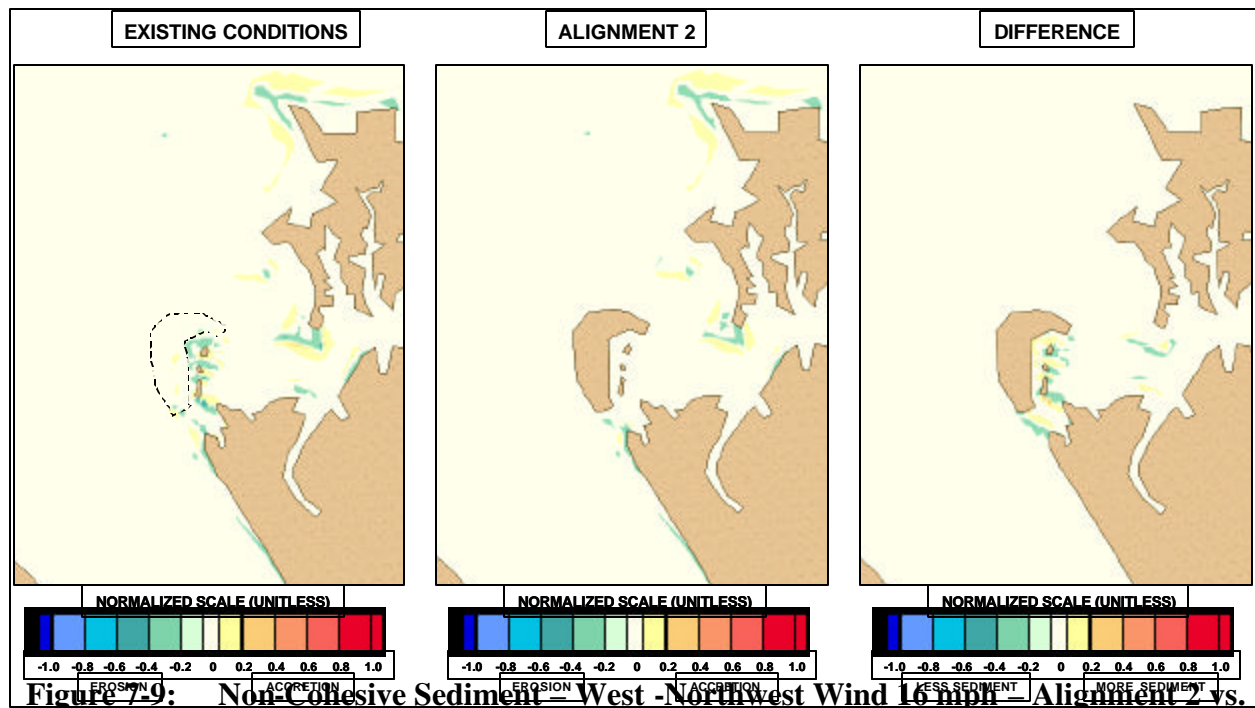 EXISTING CONDITIONS
ALIGNMENT 2
DIFFERENCE
NORMALIZED SCALE (UNITLESS)
-1.0 -0.8 -0.6 -0.4 -0.2 0 0.2 0.4 0.6 0.8 1.0
EROSION ACCRETION
NORMALIZED SCALE (UNITLESS)
-1.0 -0.8 -0.6 -0.4 -0.2 0 0.2 0.4 0.6 0.8 1.0
EROSION ACCRETION
NORMALIZED SCALE (UNITLESS)
-1.0 -0.8 -0.6 -0.4 -0.2 0 0.2 0.4 0.6 0.8 1.0
LESS SEDIMENT MORE SEDIMENT
Figure 7-9: Non-Cohesive Sediment – West -Northwest Wind 16 mph – Alignment 2 vs.